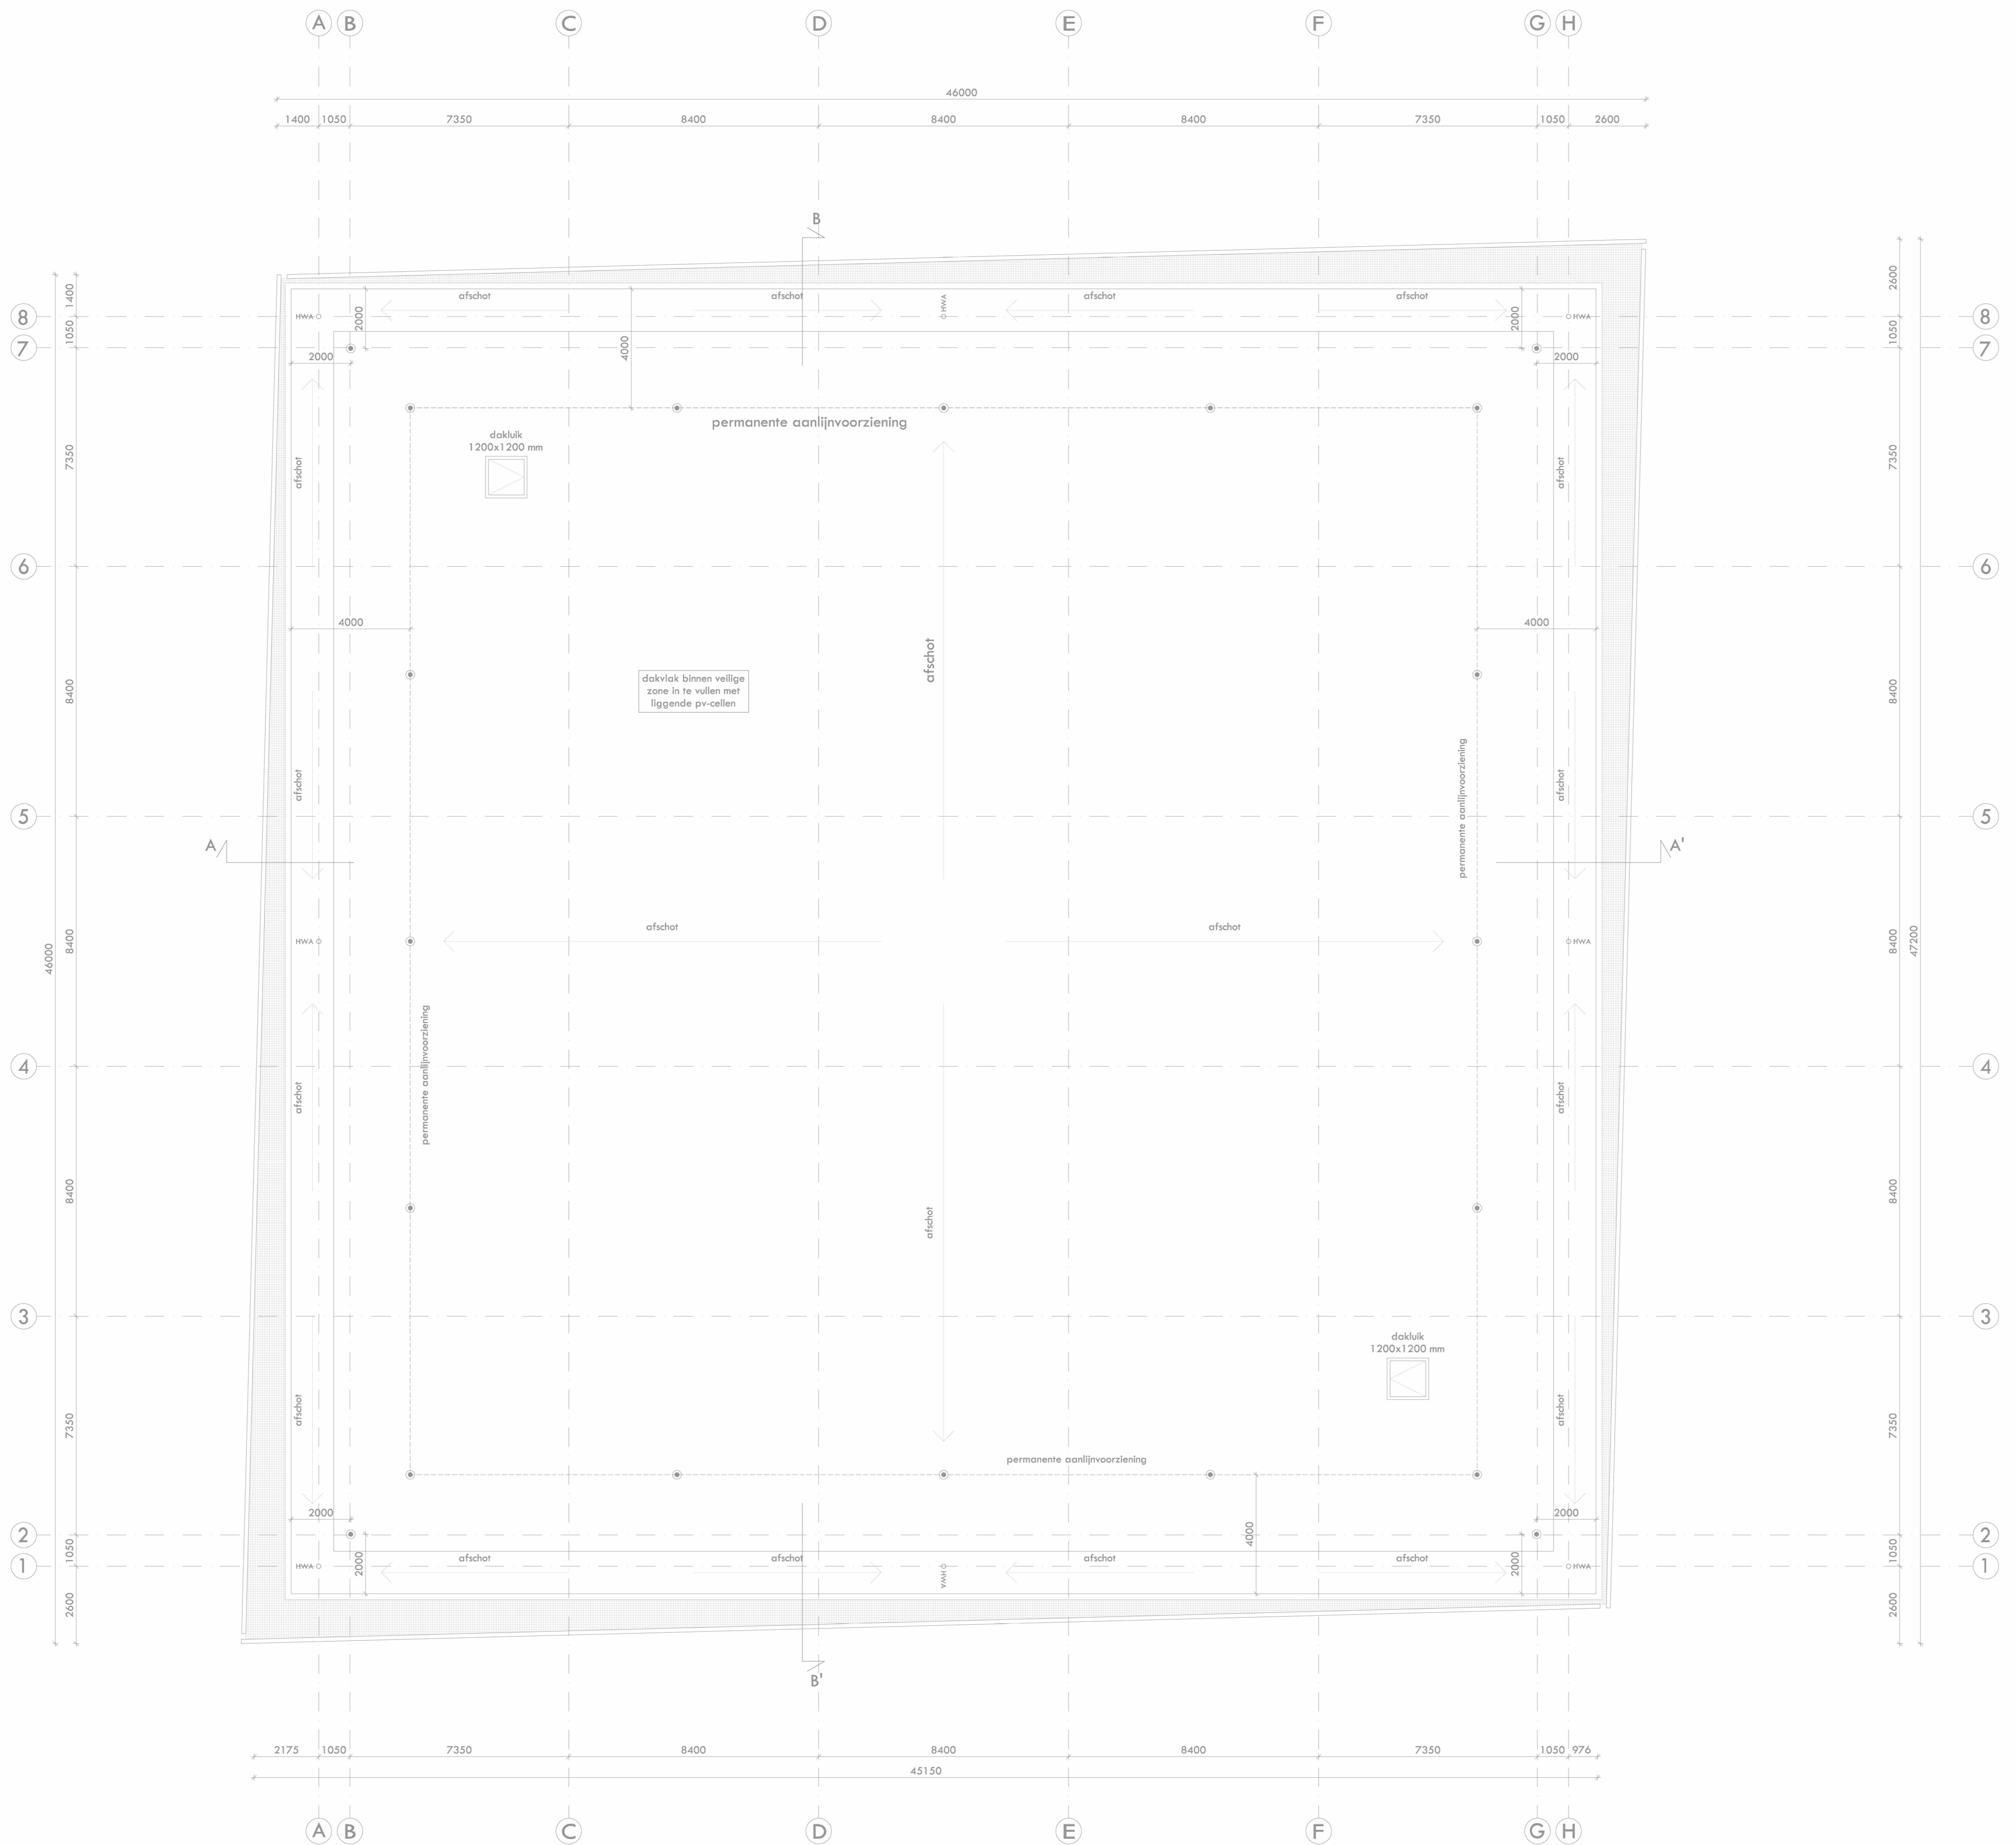 A B C D E F G H
46000
1400 1050 7350 8400 8400 8400 7350 1050 2600
B
afschot afschot HWA afschot afschot
8 1400 HWA 2000 4000 2000 HWA 2600 8
7 1050 2000 2000 1050 7
permanente aanlijnvoorziening
dakluik
1200x1200 mm
7350 afschot afschot 7350
6 6
4000 4000
afschot
dakvlak binnen veilige
zone in te vullen met
liggende pv-cellen
8400 8400
afschot permanente aanlijnvoorziening afschot
5 5
A A'
afschot afschot
46000 8400 HWA HWA 8400 47200
permanente aanlijnvoorziening
4 4
afschot afschot
8400 afschot 8400
3 3
dakluik
1200x1200 mm
7350 afschot afschot 7350
permanente aanlijnvoorziening
2000 2000
2 4000 2
1050 afschot afschot afschot afschot 1050
1 HWA 2000 HWA 2000 HWA 1
2600 2600
B'
2175 1050 7350 8400 8400 8400 7350 1050 976
45150
A B C D E F G H